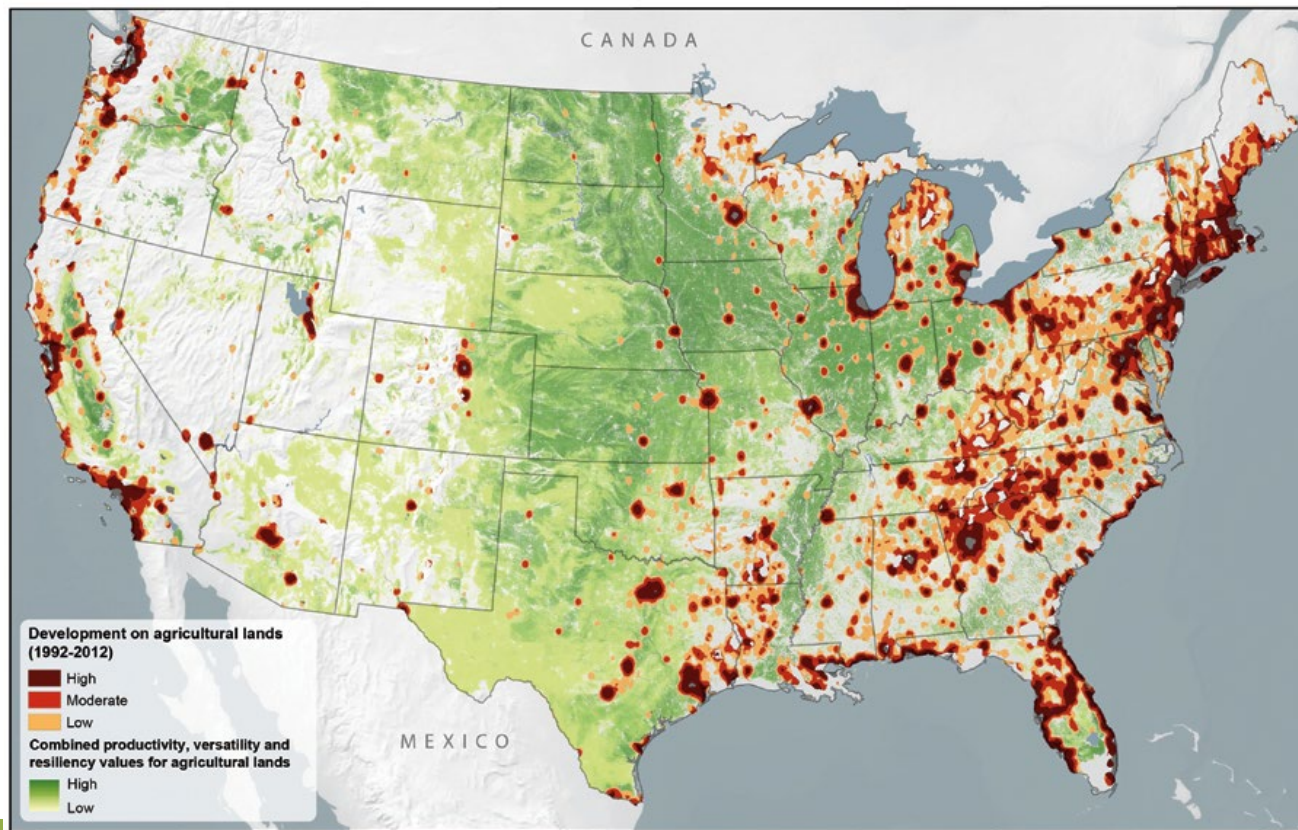 CANADA
MEXICO
Development on agricultural lands
(1992-2012)
High
Moderate
Low
Combined productivity, versatility and
resiliency values for agricultural lands
High
Low